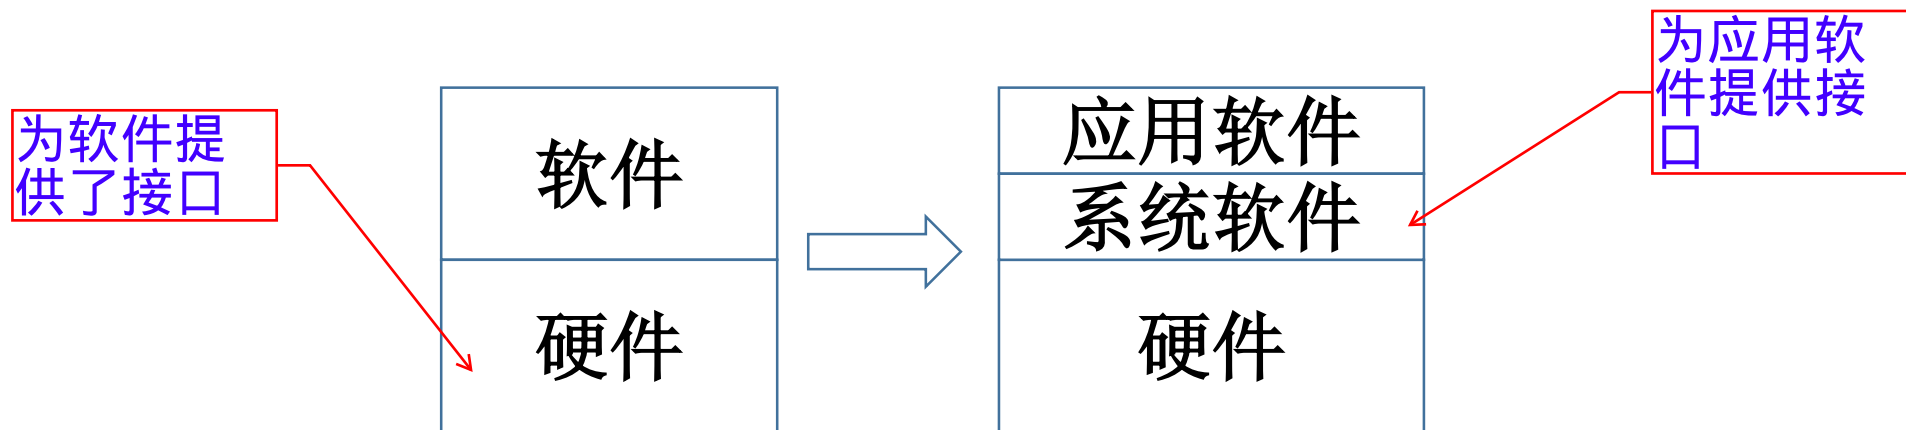 为软件提
供了接口
软件
硬件
应用软件
系统软件
硬件
为应用软
件提供接
口